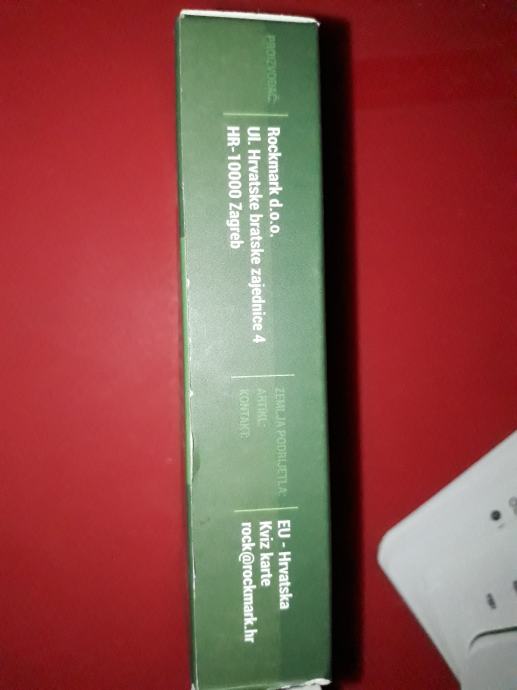 PROIZVOĐAČ:
Rockmark d.o.o.
Ul. Hrvatske bratske zajednice 4
HR-10000 Zagreb
ZEMLJA PODRIJETLA: EU - Hrvatska
ARTIKL: Kviz karte
KONTAKT: rock@rockmark.hr